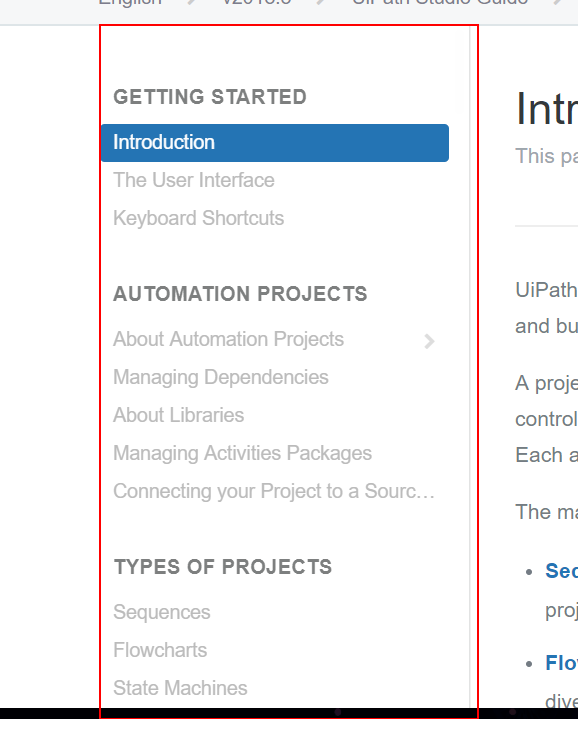 English > v2018.3 > UiPath Studio Guide >
GETTING STARTED
Introduction
The User Interface
Keyboard Shortcuts
AUTOMATION PROJECTS
About Automation Projects
Managing Dependencies
About Libraries
Managing Activities Packages
Connecting your Project to a Sourc…
TYPES OF PROJECTS
Sequences
Flowcharts
State Machines
Intr
This pa
UiPath
and bu
A proje
control
Each a
The ma
• Sec
proj
• Flo
dive